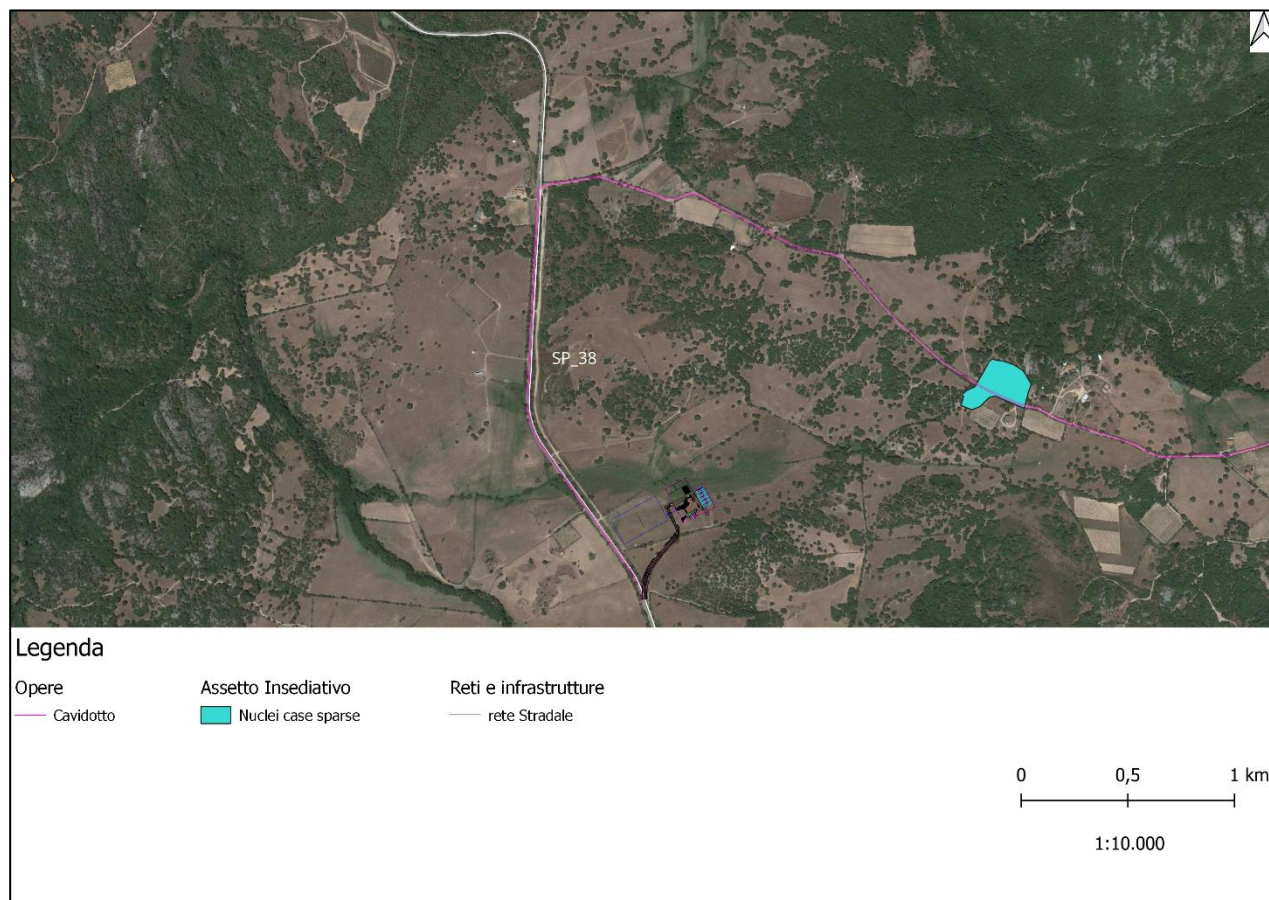 SP_38
Legenda
Opere
Assetto Insediativo
Reti e infrastrutture
Cavidotto
Nuclei case sparse
rete Stradale
0 0,5 1 km
1:10.000